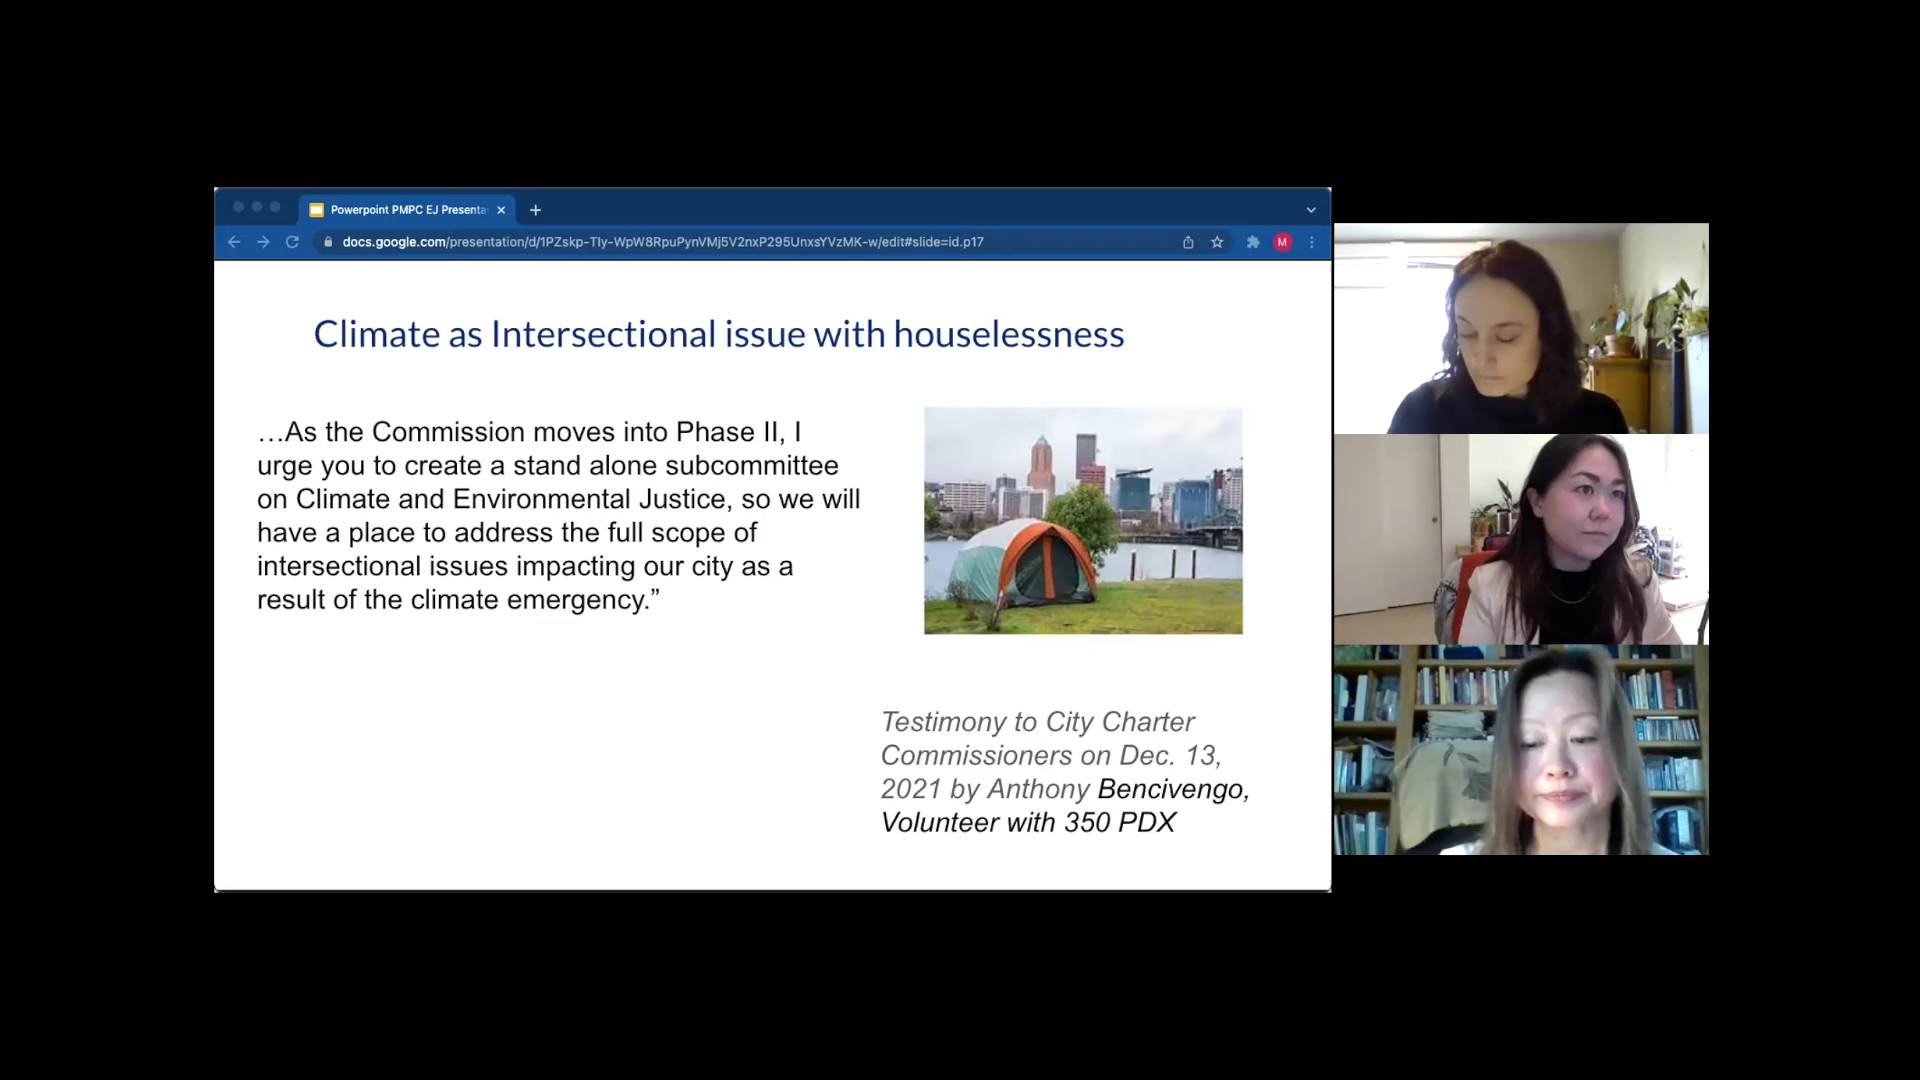 Powerpoint PMPC EJ Presenta
docs.google.com/presentation/d/1PZskp-TIy-WpW8RpuPynVMj5V2nxP295UnxsYVzMK-w/edit#slide=id.p17
M
Climate as Intersectional issue with houselessness
…As the Commission moves into Phase II, I
urge you to create a stand alone subcommittee
on Climate and Environmental Justice, so we will
have a place to address the full scope of
intersectional issues impacting our city as a
result of the climate emergency.”
Testimony to City Charter
Commissioners on Dec. 13,
2021 by Anthony Bencivengo,
Volunteer with 350 PDX